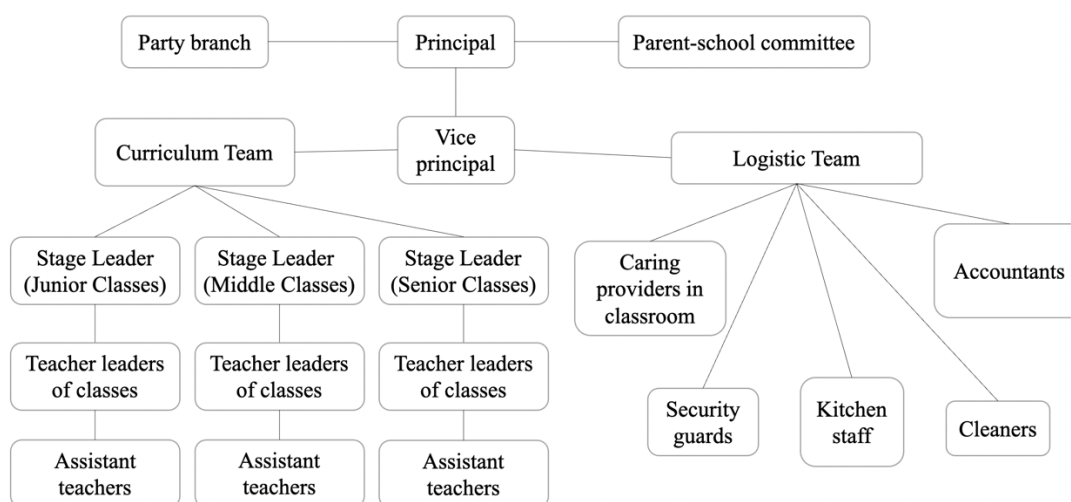 Party branch
Principal
Parent-school committee
Curriculum Team
Vice
principal
Logistic Team
Stage Leader
(Junior Classes)
Stage Leader
(Middle Classes)
Stage Leader
(Senior Classes)
Caring
providers in
classroom
Accountants
Teacher leaders
of classes
Teacher leaders
of classes
Teacher leaders
of classes
Security
guards
Kitchen
staff
Cleaners
Assistant
teachers
Assistant
teachers
Assistant
teachers